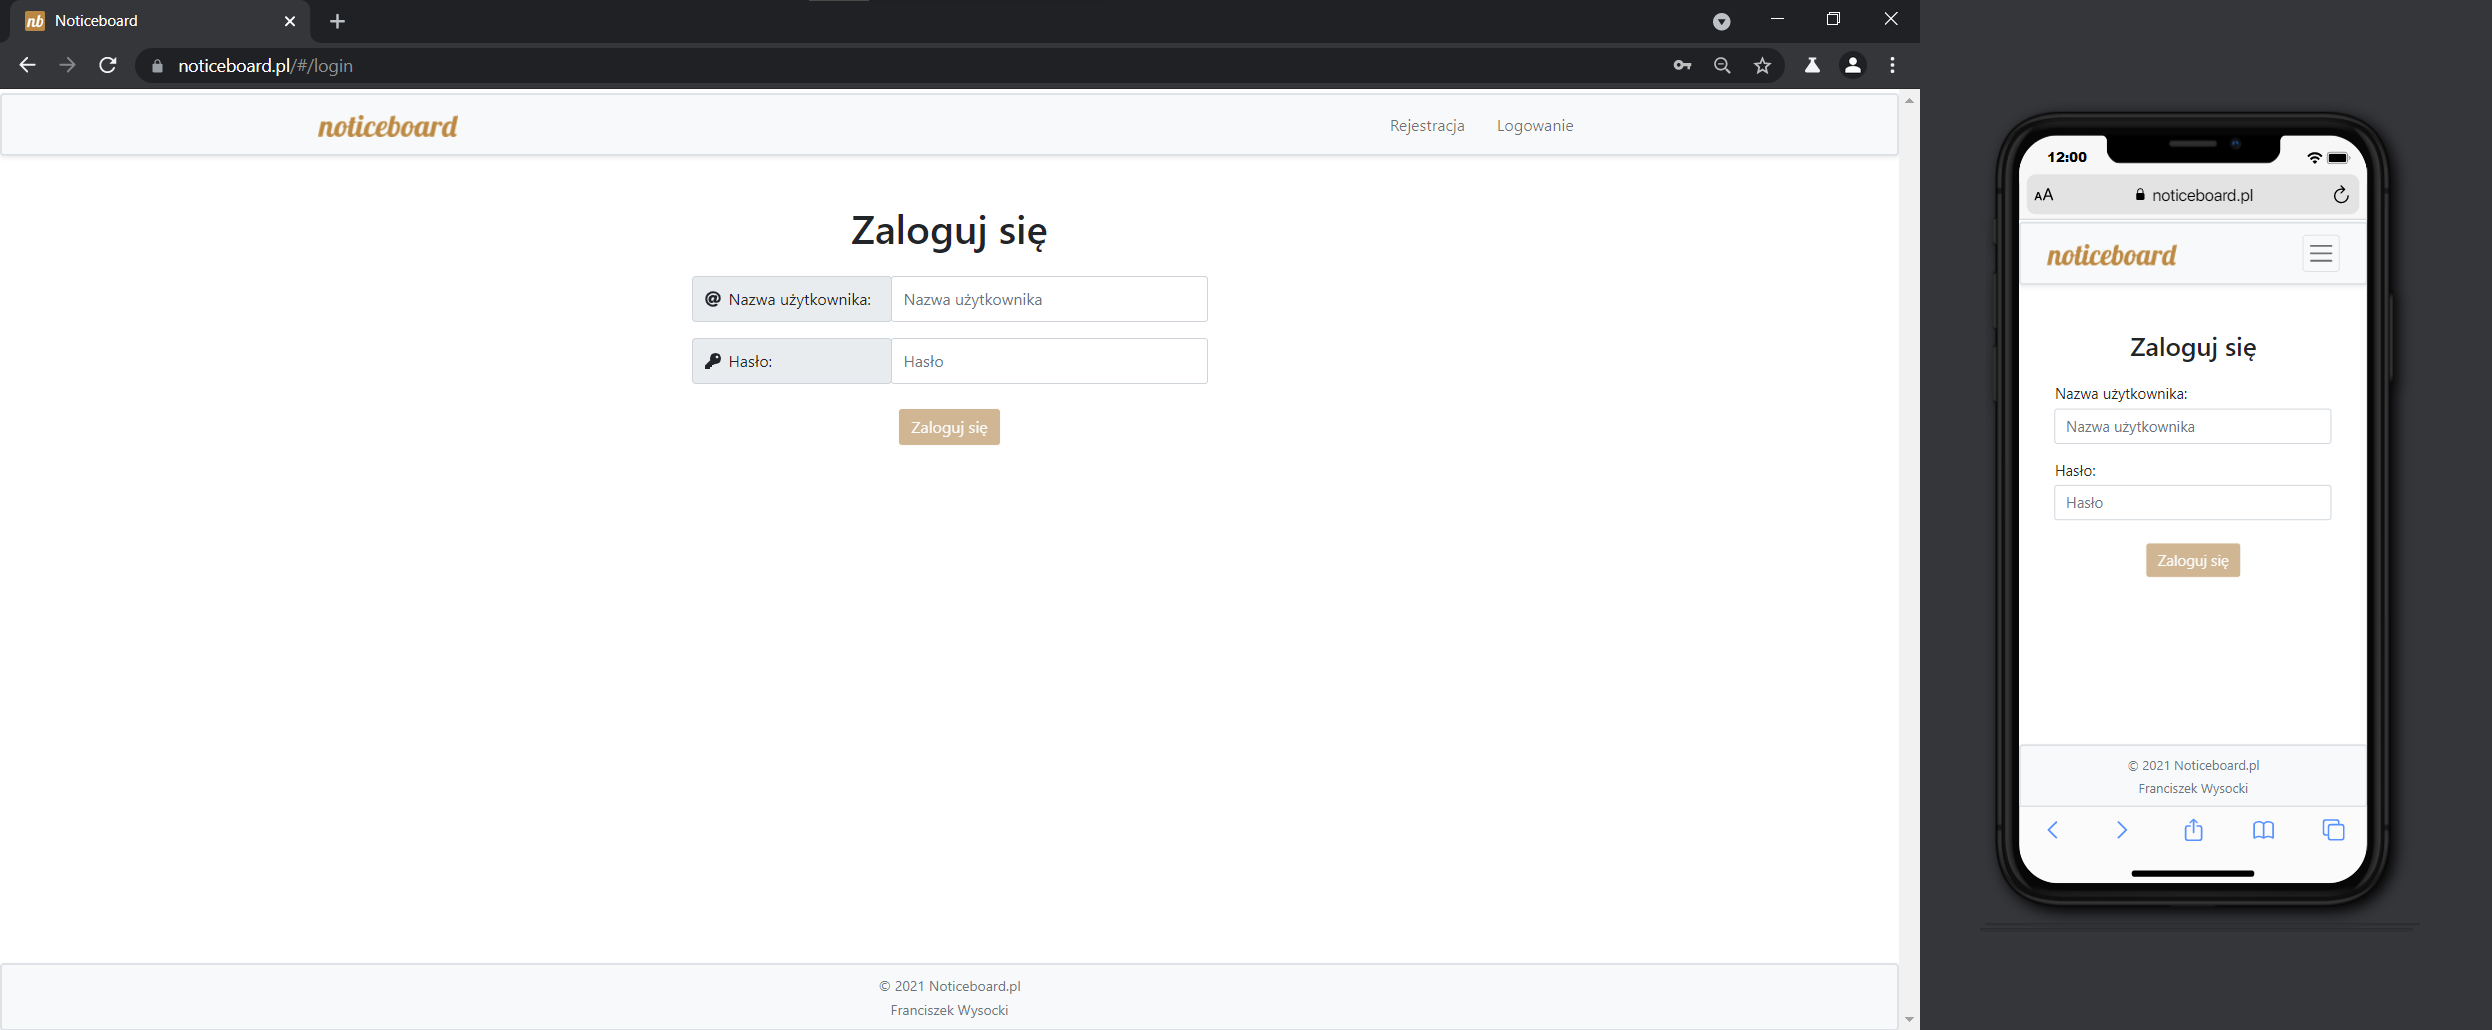 nb Noticeboard
noticeboard.pl/#/login
noticeboard
Rejestracja Logowanie
Zaloguj się
@ Nazwa użytkownika: Nazwa użytkownika
Hasło: Hasło
Zaloguj się
© 2021 Noticeboard.pl
Franciszek Wysocki
12:00
AA noticeboard.pl
noticeboard
Zaloguj się
Nazwa użytkownika:
Nazwa użytkownika
Hasło:
Hasło
Zaloguj się
© 2021 Noticeboard.pl
Franciszek Wysocki